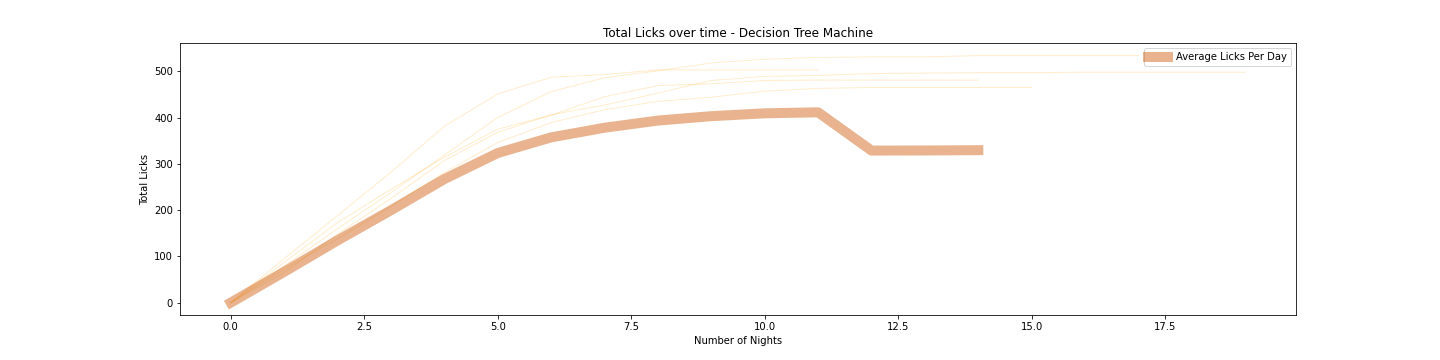 Total Licks over time - Decision Tree Machine
Average Licks Per Day
Total Licks
500
400
300
200
100
0
0.0 2.5 5.0 7.5 10.0 12.5 15.0 17.5
Number of Nights